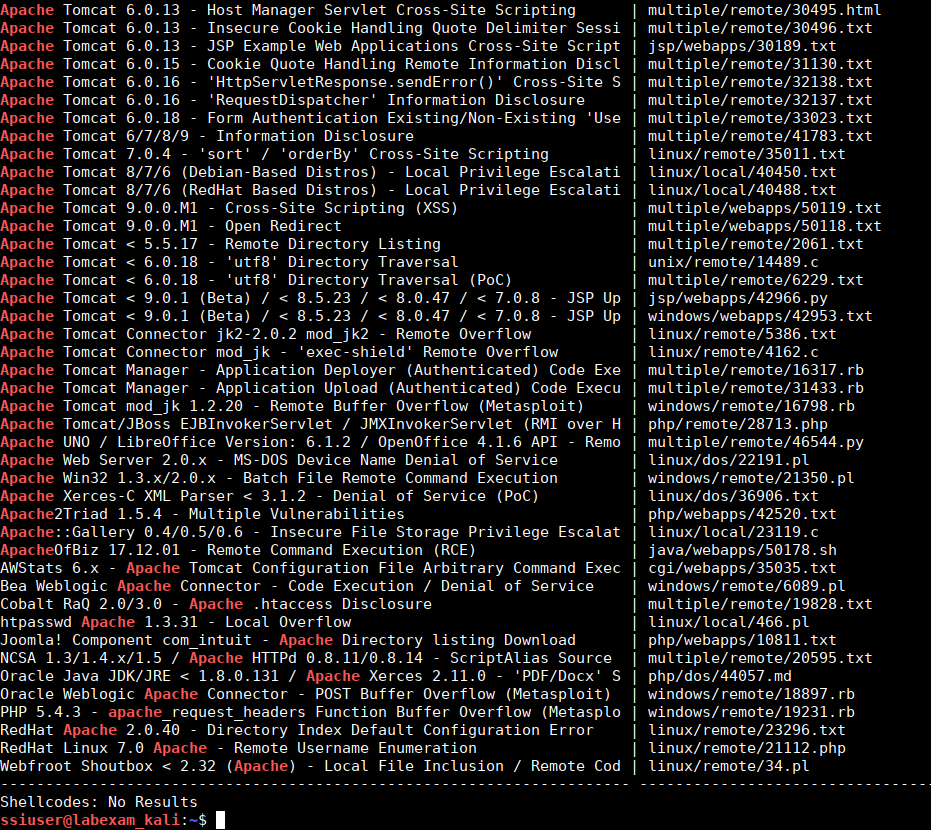 Apache Tomcat 6.0.13 - Host Manager Servlet Cross-Site Scripting | multiple/remote/30495.html
Apache Tomcat 6.0.13 - Insecure Cookie Handling Quote Delimiter Sessi | multiple/remote/30496.txt
Apache Tomcat 6.0.13 - JSP Example Web Applications Cross-Site Script | jsp/webapps/30189.txt
Apache Tomcat 6.0.15 - Cookie Quote Handling Remote Information Discl | multiple/remote/31130.txt
Apache Tomcat 6.0.16 - 'HttpServletResponse.sendError()' Cross-Site S | multiple/remote/32138.txt
Apache Tomcat 6.0.16 - 'RequestDispatcher' Information Disclosure | multiple/remote/32137.txt
Apache Tomcat 6.0.18 - Form Authentication Existing/Non-Existing 'Use | multiple/remote/33023.txt
Apache Tomcat 6/7/8/9 - Information Disclosure | multiple/remote/41783.txt
Apache Tomcat 7.0.4 - 'sort' / 'orderBy' Cross-Site Scripting | linux/remote/35011.txt
Apache Tomcat 8/7/6 (Debian-Based Distros) - Local Privilege Escalati | linux/local/40450.txt
Apache Tomcat 8/7/6 (RedHat Based Distros) - Local Privilege Escalati | linux/local/40488.txt
Apache Tomcat 9.0.0.M1 - Cross-Site Scripting (XSS) | multiple/webapps/50119.txt
Apache Tomcat 9.0.0.M1 - Open Redirect | multiple/webapps/50118.txt
Apache Tomcat < 5.5.17 - Remote Directory Listing | multiple/remote/2061.txt
Apache Tomcat < 6.0.18 - 'utf8' Directory Traversal | unix/remote/14489.c
Apache Tomcat < 6.0.18 - 'utf8' Directory Traversal (PoC) | multiple/remote/6229.txt
Apache Tomcat < 9.0.1 (Beta) / < 8.5.23 / < 8.0.47 / < 7.0.8 - JSP Up | jsp/webapps/42966.py
Apache Tomcat < 9.0.1 (Beta) / < 8.5.23 / < 8.0.47 / < 7.0.8 - JSP Up | windows/webapps/42953.txt
Apache Tomcat Connector jk2-2.0.2 mod_jk2 - Remote Overflow | linux/remote/5386.txt
Apache Tomcat Connector mod_jk - 'exec-shield' Remote Overflow | linux/remote/4162.c
Apache Tomcat Manager - Application Deployer (Authenticated) Code Exe | multiple/remote/16317.rb
Apache Tomcat Manager - Application Upload (Authenticated) Code Execu | multiple/remote/31433.rb
Apache Tomcat mod_jk 1.2.20 - Remote Buffer Overflow (Metasploit) | windows/remote/16798.rb
Apache Tomcat/JBoss EJBInvokerServlet / JMXInvokerServlet (RMI over H | php/remote/28713.php
Apache UNO / LibreOffice Version: 6.1.2 / OpenOffice 4.1.6 API - Remo | multiple/remote/46544.py
Apache Web Server 2.0.x - MS-DOS Device Name Denial of Service | linux/dos/22191.pl
Apache Win32 1.3.x/2.0.x - Batch File Remote Command Execution | windows/remote/21350.pl
Apache Xerces-C XML Parser < 3.1.2 - Denial of Service (PoC) | linux/dos/36906.txt
Apache2Triad 1.5.4 - Multiple Vulnerabilities | php/webapps/42520.txt
Apache::Gallery 0.4/0.5/0.6 - Insecure File Storage Privilege Escalat | linux/local/23119.c
ApacheOfBiz 17.12.01 - Remote Command Execution (RCE) | java/webapps/50178.sh
AWStats 6.x - Apache Tomcat Configuration File Arbitrary Command Exec | cgi/webapps/35035.txt
Bea Weblogic Apache Connector - Code Execution / Denial of Service | windows/remote/6089.pl
Cobalt RaQ 2.0/3.0 - Apache .htaccess Disclosure | multiple/remote/19828.txt
htpasswd Apache 1.3.31 - Local Overflow | linux/local/466.pl
Joomla! Component com_intuit - Apache Directory listing Download | php/webapps/10811.txt
NCSA 1.3/1.4.x/1.5 / Apache HTTPd 0.8.11/0.8.14 - ScriptAlias Source | multiple/remote/20595.txt
Oracle Java JDK/JRE < 1.8.0.131 / Apache Xerces 2.11.0 - 'PDF/Docx' S | php/dos/44057.md
Oracle Weblogic Apache Connector - POST Buffer Overflow (Metasploit) | windows/remote/18897.rb
PHP 5.4.3 - apache_request_headers Function Buffer Overflow (Metasplo | windows/remote/19231.rb
RedHat Apache 2.0.40 - Directory Index Default Configuration Error | linux/remote/23296.txt
RedHat Linux 7.0 Apache - Remote Username Enumeration | linux/remote/21112.php
Webfroot Shoutbox < 2.32 (Apache) - Local File Inclusion / Remote Cod | linux/remote/34.pl
---------------------------------------------------------------------- ---------------------------------
Shellcodes: No Results
ssiuser@labexam_kali:~$